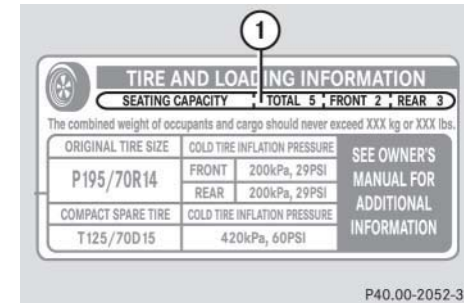 1
TIRE AND LOADING INFORMATION
SEATING CAPACITY TOTAL 5 FRONT 2 REAR 3
The combined weight of occupants and cargo should never exceed XXX kg or XXX lbs.
ORIGINAL TIRE SIZE COLD TIRE INFLATION PRESSURE
P195/70R14 FRONT 200kPa, 29PSI
REAR 200kPa, 29PSI
COMPACT SPARE TIRE COLD TIRE INFLATION PRESSURE
T125/70D15 420kPa, 60PSI
SEE OWNER'S
MANUAL FOR
ADDITIONAL
INFORMATION
P40.00-2052-3